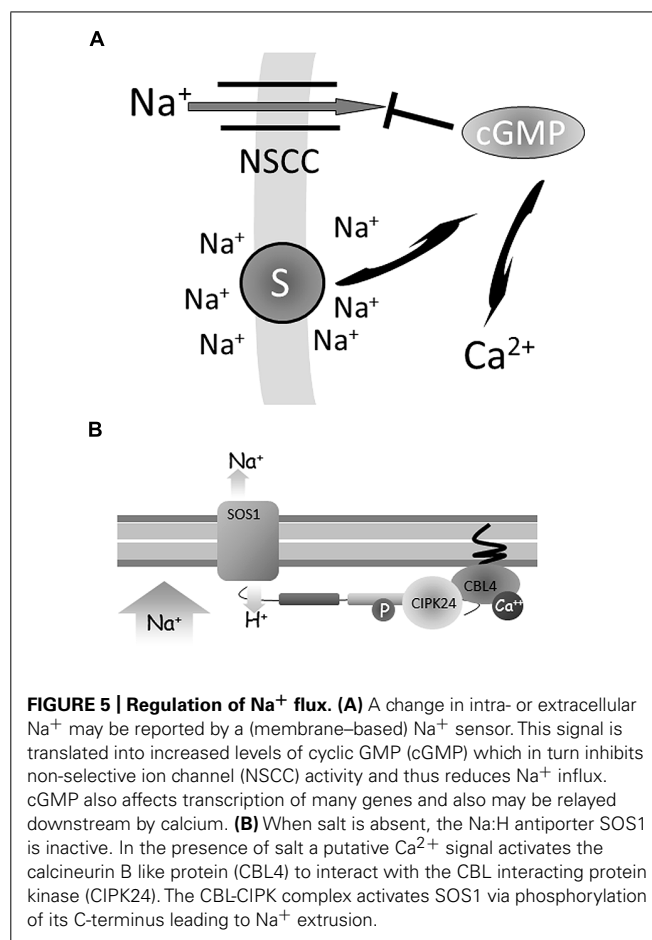 A
Na⁺
NSCC
cGMP
Na⁺
Na⁺
S
Na⁺
Na⁺
Na⁺
Na⁺
Ca²⁺
B
Na⁺
SOS1
Na⁺
H⁺
P
CIPK24
CBL4
Ca⁺⁺
FIGURE 5 | Regulation of Na⁺ flux. (A) A change in intra- or extracellular
Na⁺ may be reported by a (membrane–based) Na⁺ sensor. This signal is
translated into increased levels of cyclic GMP (cGMP) which in turn inhibits
non-selective ion channel (NSCC) activity and thus reduces Na⁺ influx.
cGMP also affects transcription of many genes and also may be relayed
downstream by calcium. (B) When salt is absent, the Na:H antiporter SOS1
is inactive. In the presence of salt a putative Ca²⁺ signal activates the
calcineurin B like protein (CBL4) to interact with the CBL interacting protein
kinase (CIPK24). The CBL-CIPK complex activates SOS1 via phosphorylation
of its C-terminus leading to Na⁺ extrusion.